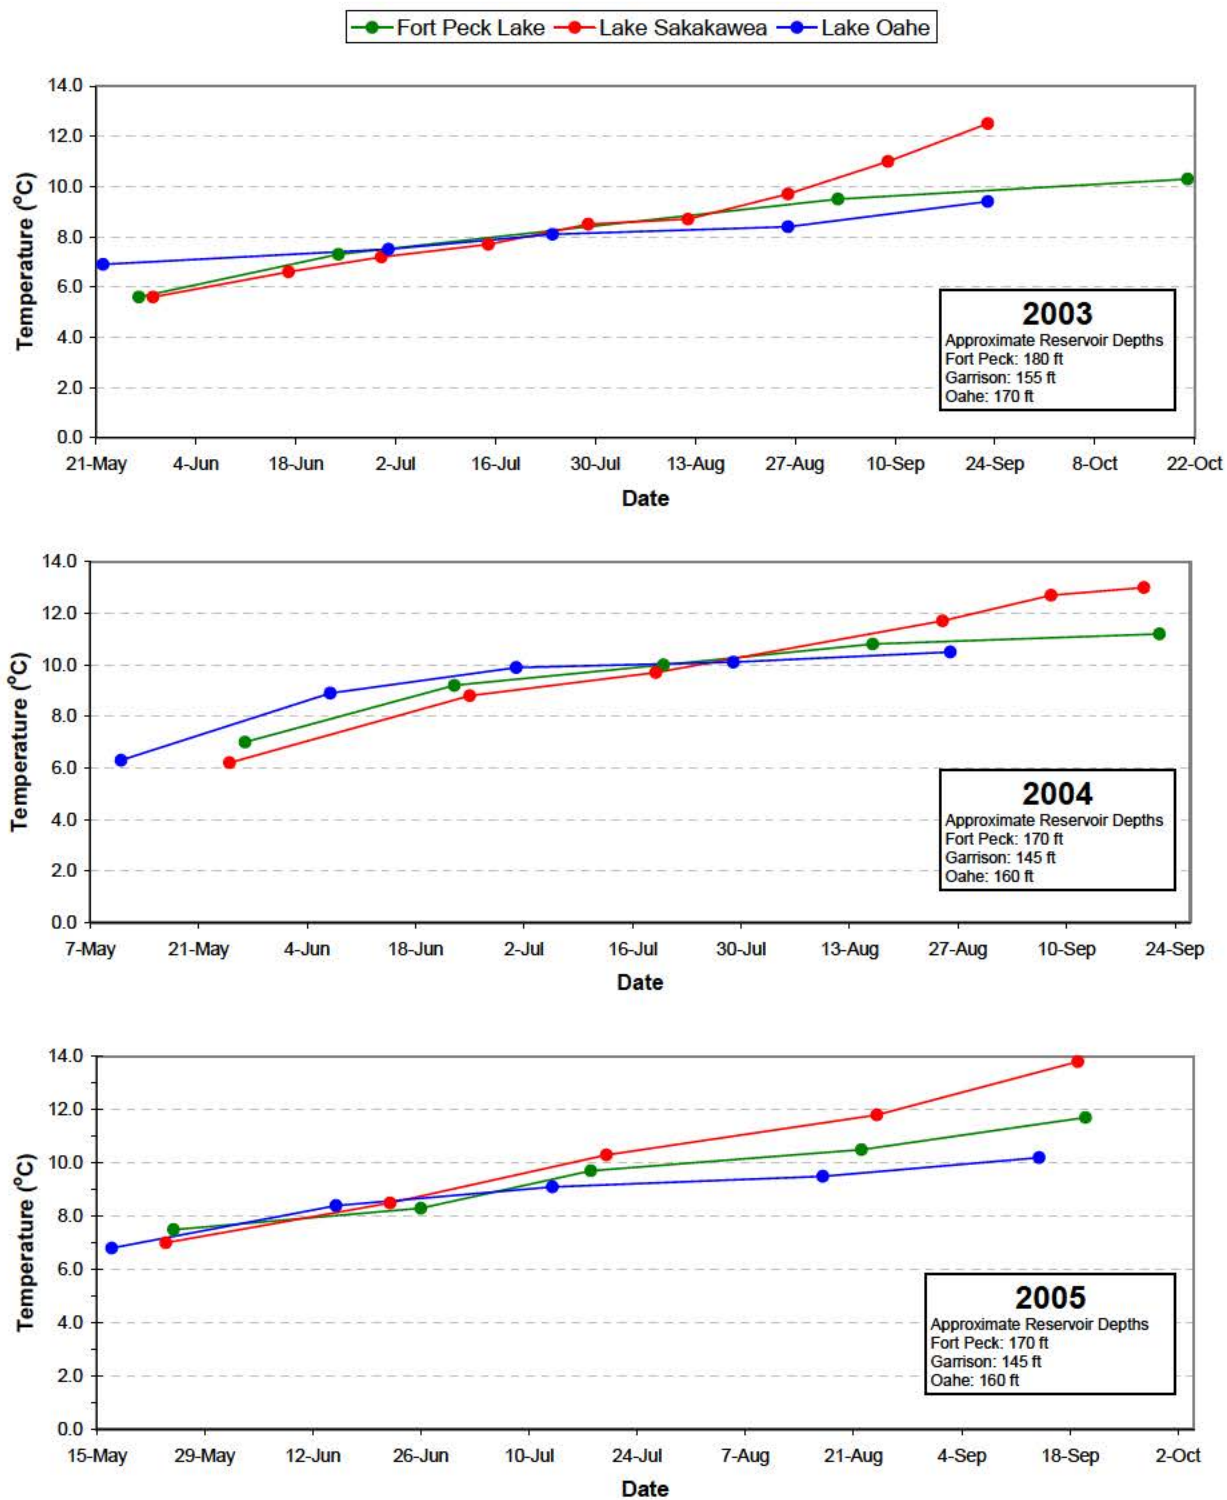 Fort Peck Lake Lake Sakakawea Lake Oahe
14.0
12.0
10.0
8.0
6.0
4.0
2.0
0.0
Temperature (°C)
2003
Approximate Reservoir Depths
Fort Peck: 180 ft
Garrison: 155 ft
Oahe: 170 ft
21-May 4-Jun 18-Jun 2-Jul 16-Jul 30-Jul 13-Aug 27-Aug 10-Sep 24-Sep 8-Oct 22-Oct
Date
14.0
12.0
10.0
8.0
6.0
4.0
2.0
0.0
Temperature (°C)
2004
Approximate Reservoir Depths
Fort Peck: 170 ft
Garrison: 145 ft
Oahe: 160 ft
7-May 21-May 4-Jun 18-Jun 2-Jul 16-Jul 30-Jul 13-Aug 27-Aug 10-Sep 24-Sep
Date
14.0
12.0
10.0
8.0
6.0
4.0
2.0
0.0
Temperature (°C)
2005
Approximate Reservoir Depths
Fort Peck: 170 ft
Garrison: 145 ft
Oahe: 160 ft
15-May 29-May 12-Jun 26-Jun 10-Jul 24-Jul 7-Aug 21-Aug 4-Sep 18-Sep 2-Oct
Date